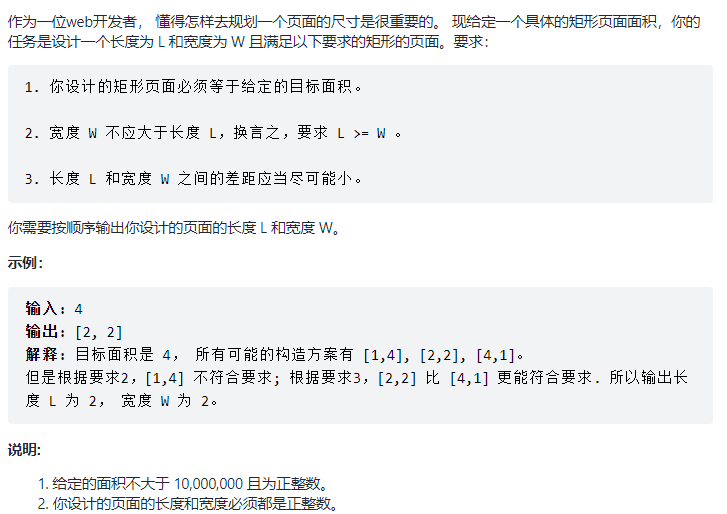 作为一位web开发者， 懂得怎样去规划一个页面的尺寸是很重要的。 现给定一个具体的矩形页面面积，你的
任务是设计一个长度为 L 和宽度为 W 且满足以下要求的矩形的页面。要求：
1. 你设计的矩形页面必须等于给定的目标面积。
2. 宽度 W 不应大于长度 L，换言之，要求 L >= W 。
3. 长度 L 和宽度 W 之间的差距应当尽可能小。
你需要按顺序输出你设计的页面的长度 L 和宽度 W。
示例：
输入: 4
输出: [2, 2]
解释: 目标面积是 4， 所有可能的构造方案有 [1,4], [2,2], [4,1]。
但是根据要求2，[1,4] 不符合要求; 根据要求3，[2,2] 比 [4,1] 更能符合要求. 所以输出长
度 L 为 2， 宽度 W 为 2。
说明:
1. 给定的面积不大于 10,000,000 且为正整数。
2. 你设计的页面的长度和宽度必须都是正整数。